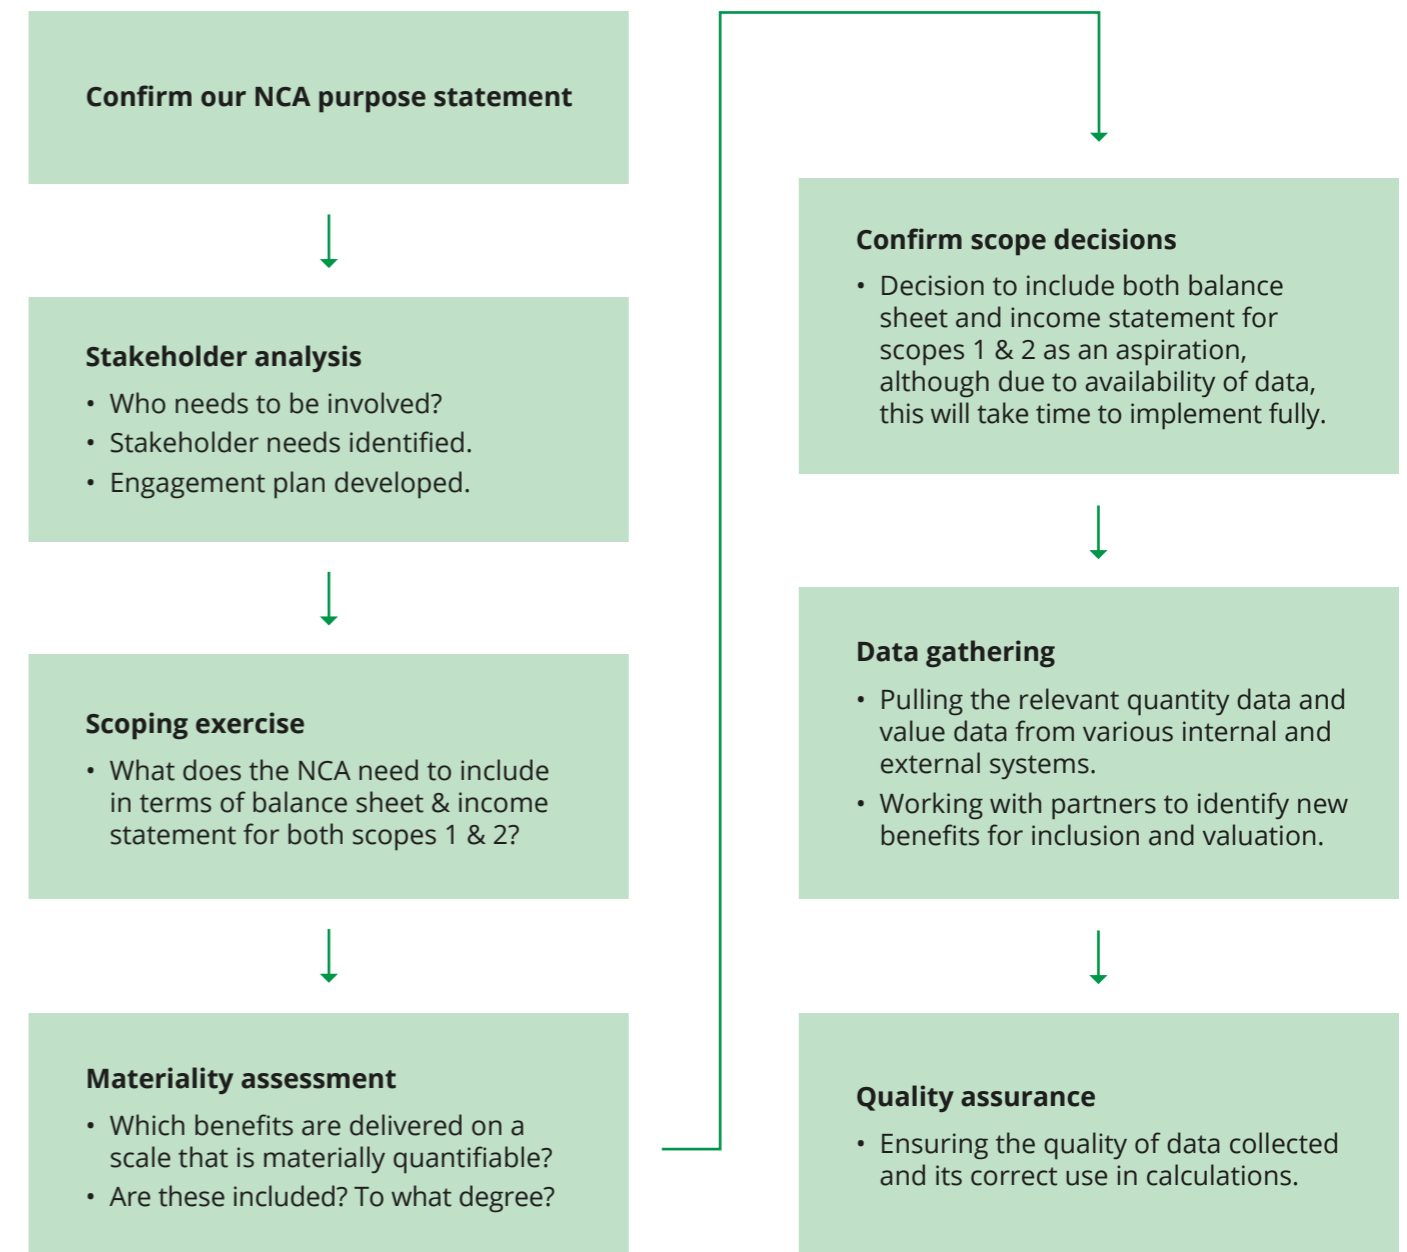 Confirm our NCA purpose statement
Stakeholder analysis
• Who needs to be involved?
• Stakeholder needs identified.
• Engagement plan developed.
Scoping exercise
• What does the NCA need to include
in terms of balance sheet & income
statement for both scopes 1 & 2?
Materiality assessment
• Which benefits are delivered on a
scale that is materially quantifiable?
• Are these included? To what degree?
Confirm scope decisions
• Decision to include both balance
sheet and income statement for
scopes 1 & 2 as an aspiration,
although due to availability of data,
this will take time to implement fully.
Data gathering
• Pulling the relevant quantity data and
value data from various internal and
external systems.
• Working with partners to identify new
benefits for inclusion and valuation.
Quality assurance
• Ensuring the quality of data collected
and its correct use in calculations.